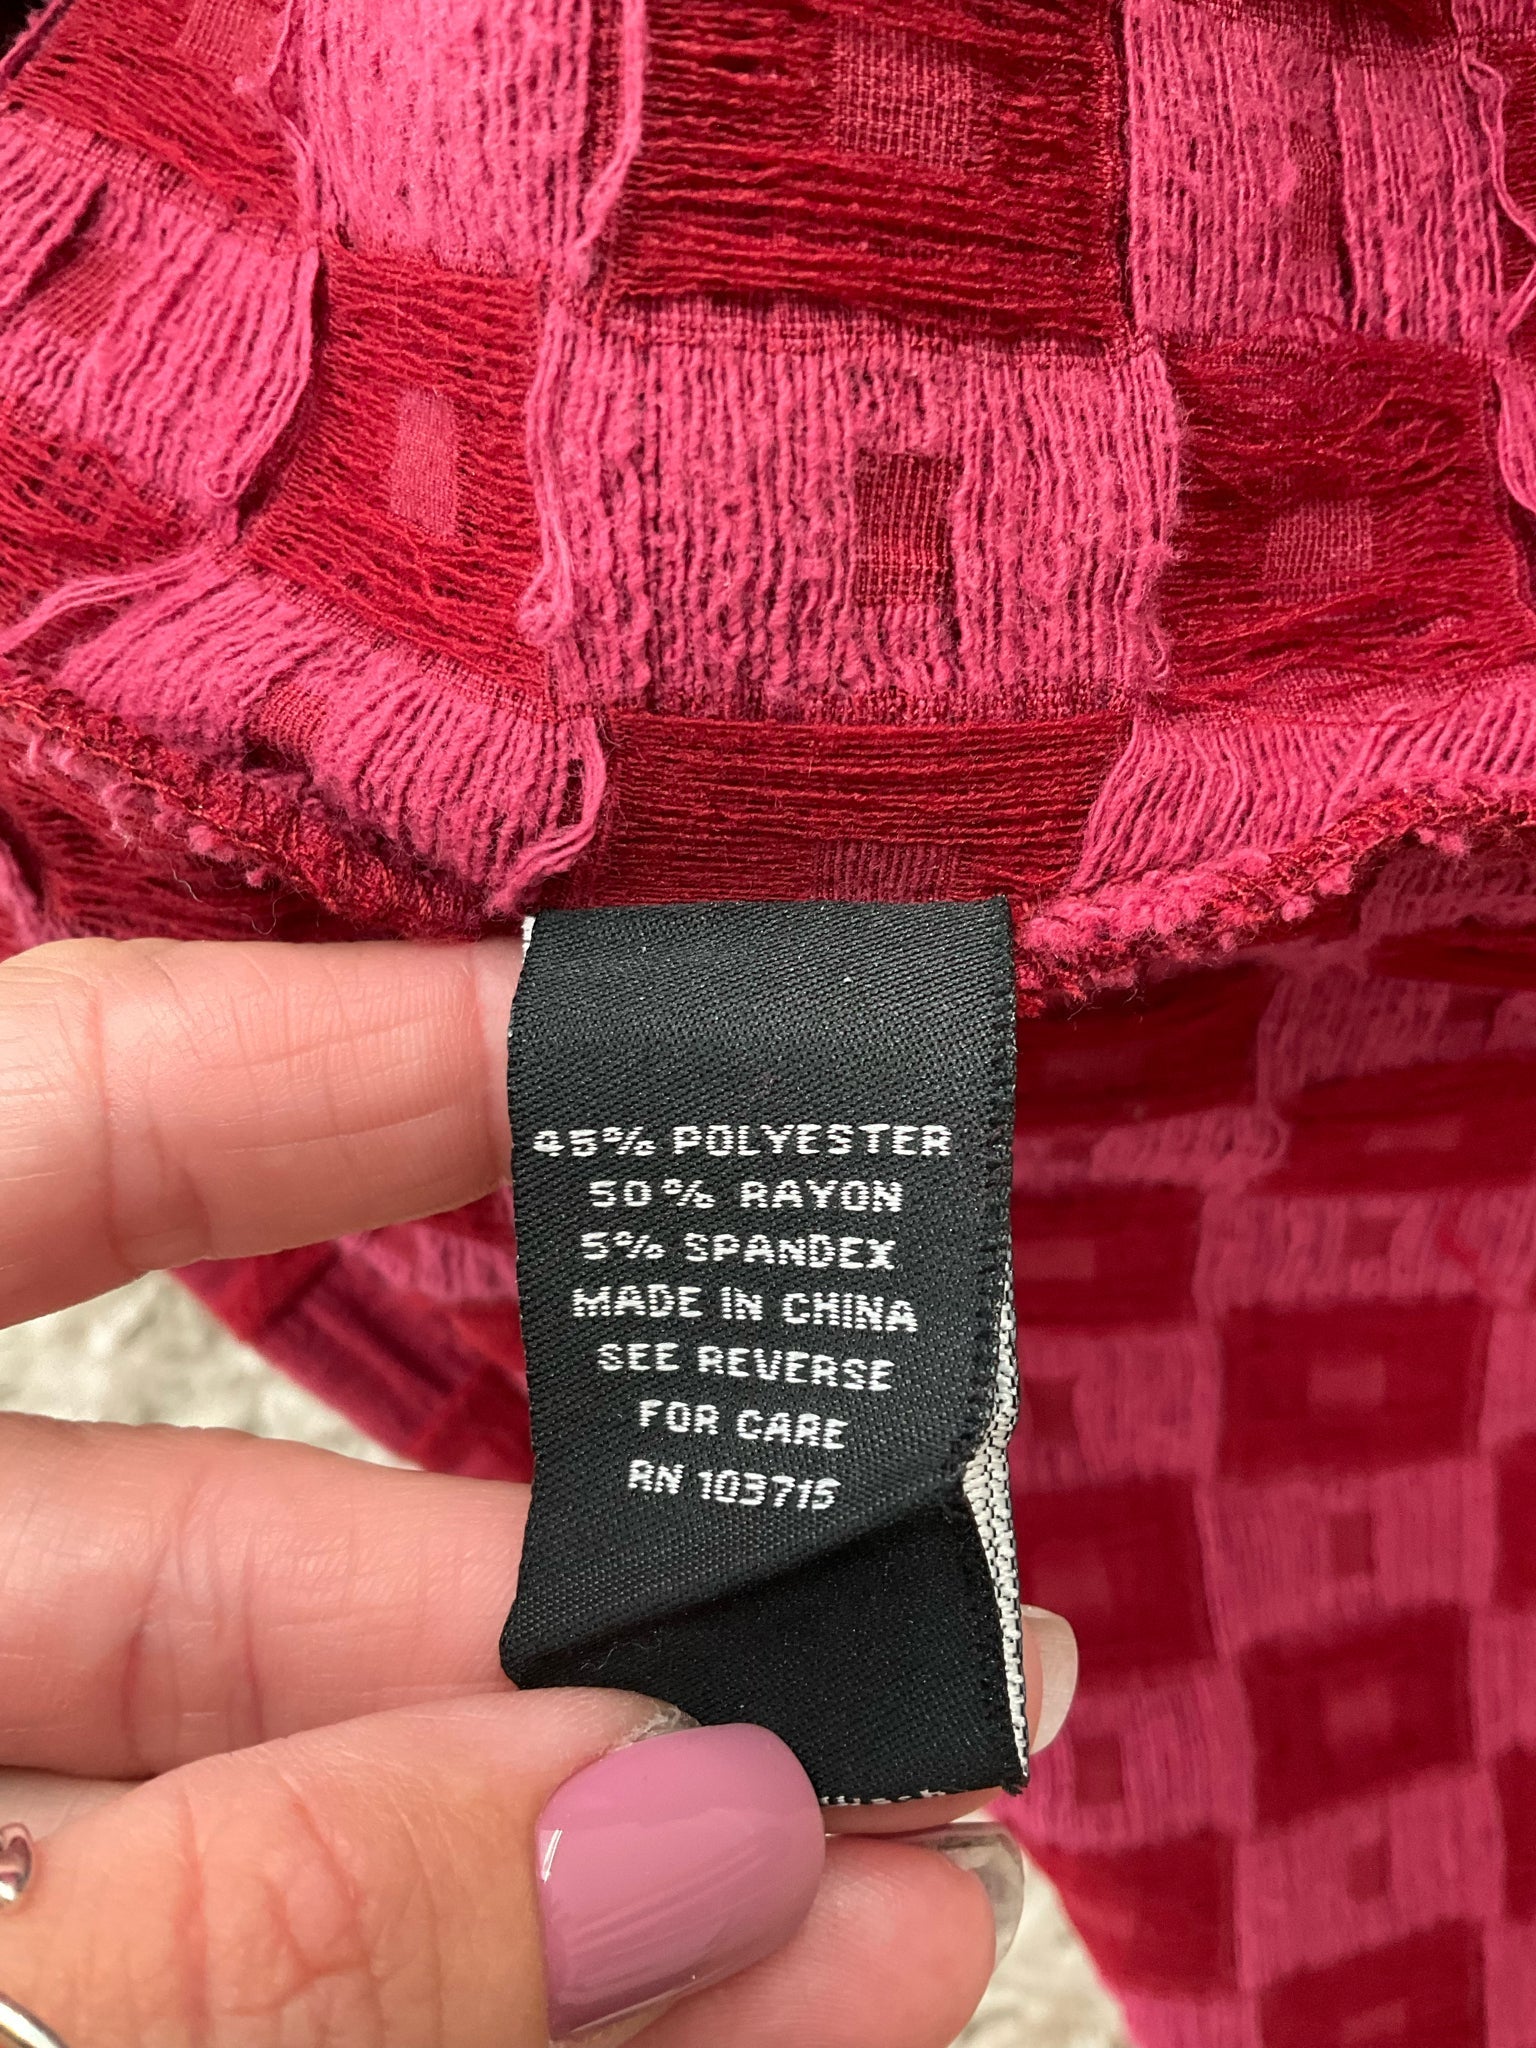 45% POLYESTER
50% RAYON
5% SPANDEX
MADE IN CHINA
SEE REVERSE
FOR CARE
RN 103715